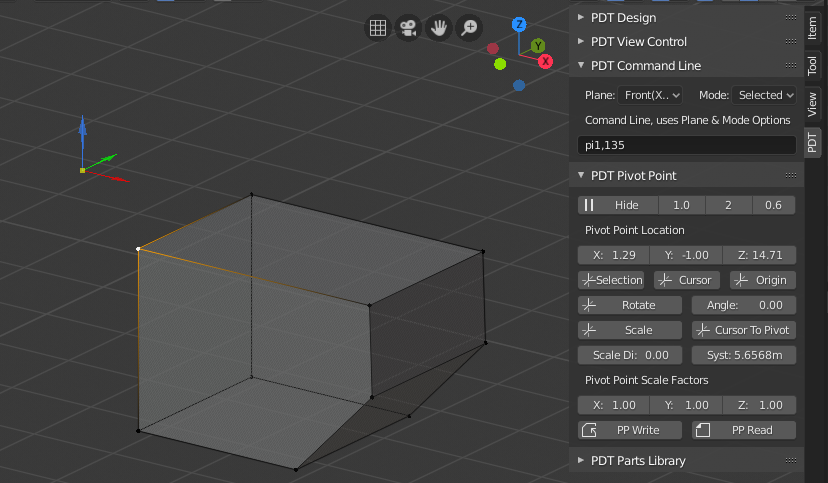 Z
Y
X
PDT Design
PDT View Control
PDT Command Line
Plane: Front(X.. Mode: Selected
Comand Line, uses Plane & Mode Options
pi1,135
PDT Pivot Point
Hide 1.0 2 0.6
Pivot Point Location
X: 1.29 Y: -1.00 Z: 14.71
Selection Cursor Origin
Rotate Angle: 0.00
Scale Cursor To Pivot
Scale Di: 0.00 Syst: 5.6568m
Pivot Point Scale Factors
X: 1.00 Y: 1.00 Z: 1.00
PP Write PP Read
PDT Parts Library
Item
Tool
View
PDT